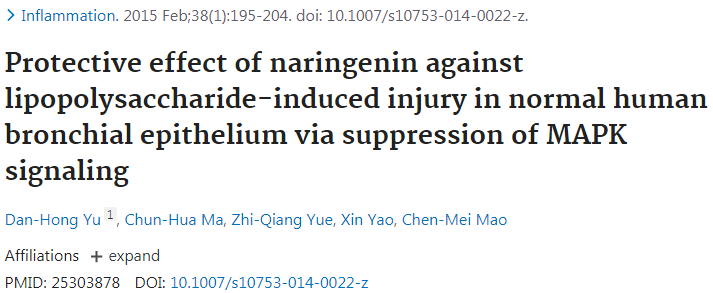 Inflammation. 2015 Feb;38(1):195-204. doi: 10.1007/s10753-014-0022-z.
Protective effect of naringenin against
lipopolysaccharide-induced injury in normal human
bronchial epithelium via suppression of MAPK
signaling
Dan-Hong Yu 1, Chun-Hua Ma, Zhi-Qiang Yue, Xin Yao, Chen-Mei Mao
Affiliations + expand
PMID: 25303878 DOI: 10.1007/s10753-014-0022-z